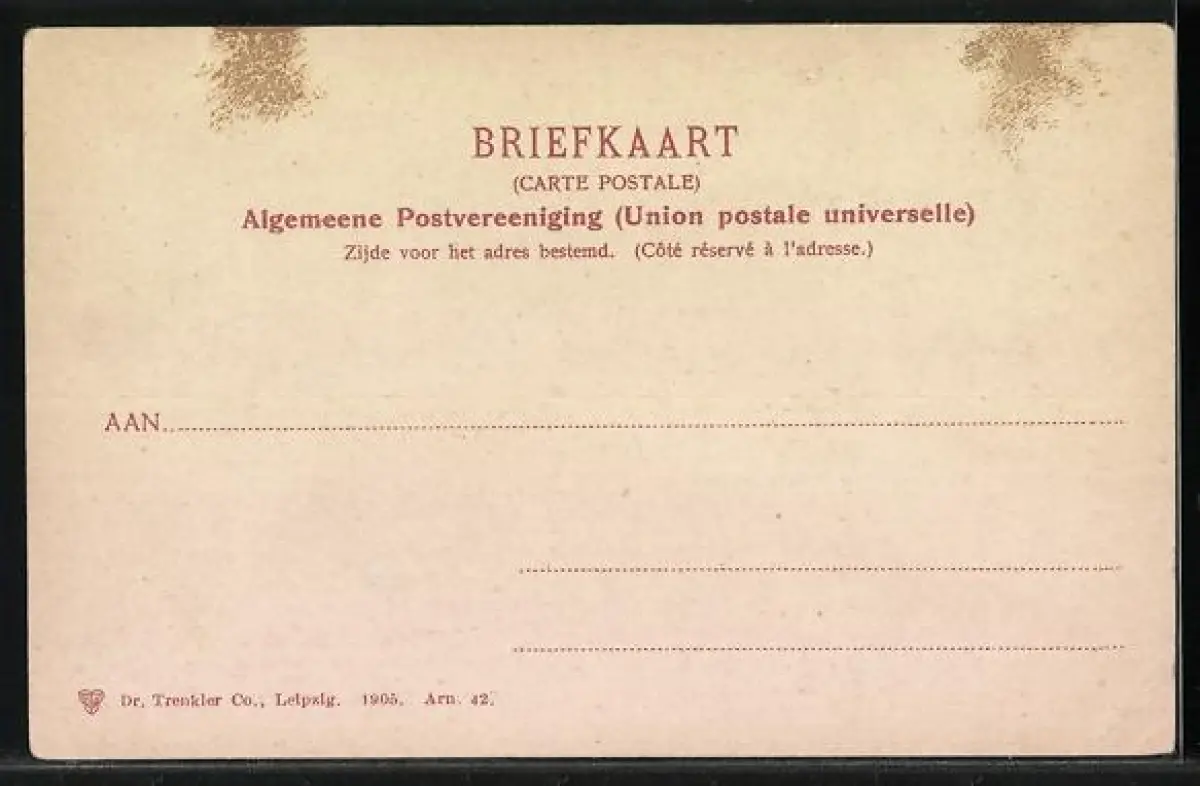 BRIEFKAART
(CARTE POSTALE)
Algemeene Postvereeniging (Union postale universelle)
Zijde voor het adres bestemd. (Côté réservé à l'adresse.)
AAN
Dr. Trenkler Co., Leipzig. 1905. Arn. 42.